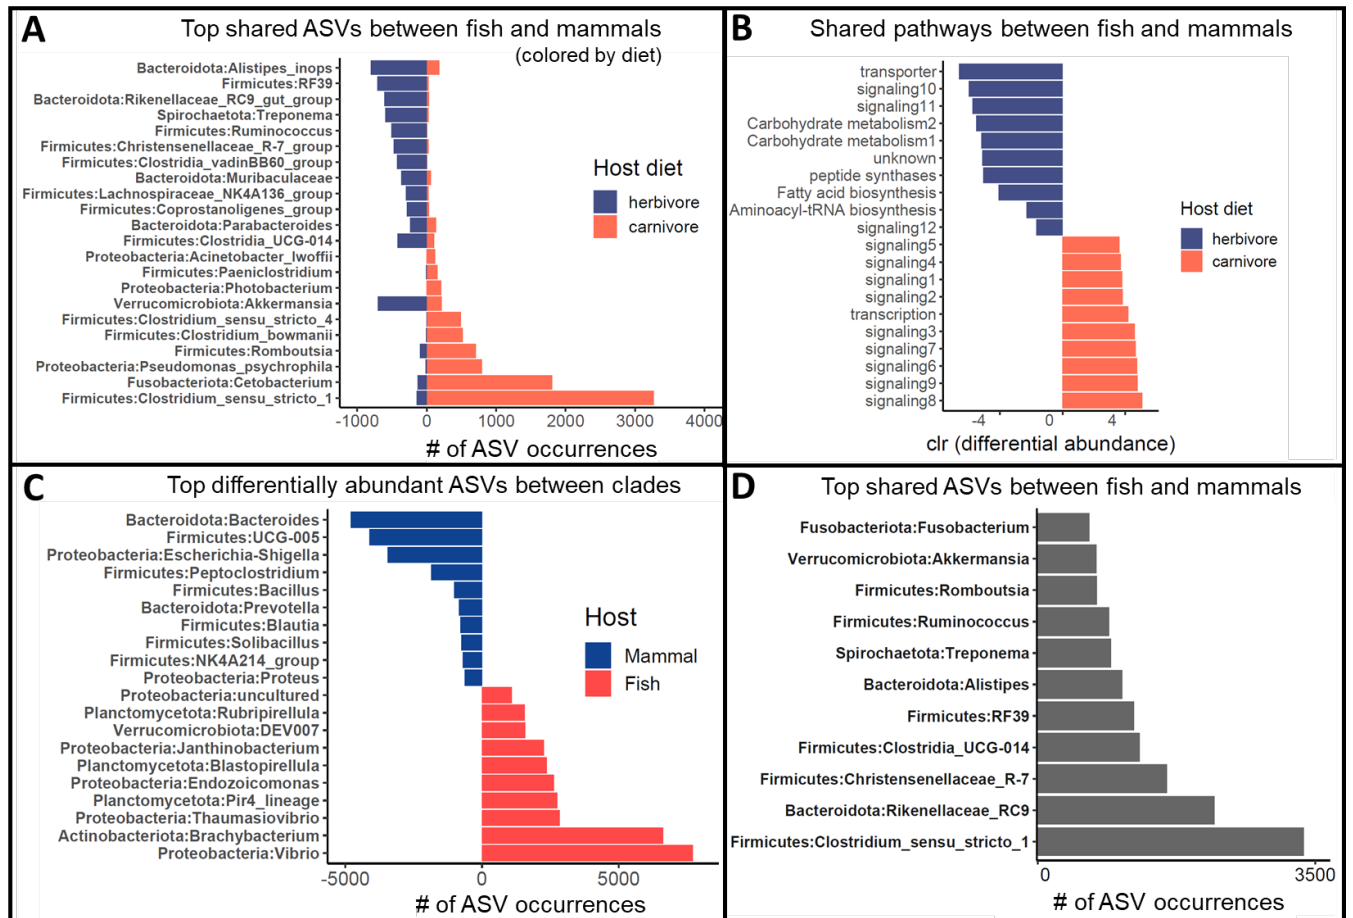 A
Top shared ASVs between fish and mammals
(colored by diet)
Bacteroidota:Alistipes_inops
Firmicutes:RF39
Bacteroidota:Rikenellaceae_RC9_gut_group
Spirochaetota:Treponema
Firmicutes:Ruminococcus
Firmicutes:Christensenellaceae_R-7_group
Firmicutes:Clostridia_vadinBB60_group
Bacteroidota:Muribaculaceae
Firmicutes:Lachnospiraceae_NK4A136_group
Firmicutes:Coprostanoligenes_group
Bacteroidota:Parabacteroides
Firmicutes:Clostridia_UCG-014
Proteobacteria:Acinetobacter_lwoffii
Firmicutes:Paeniclostridium
Proteobacteria:Photobacterium
Verrucomicrobiota:Akkermansia
Firmicutes:Clostridium_sensu_stricto_4
Firmicutes:Clostridium_bowmanii
Firmicutes:Romboutsia
Proteobacteria:Pseudomonas_psychrophila
Fusobacteriota:Cetobacterium
Firmicutes:Clostridium_sensu_stricto_1
Host diet
herbivore
carnivore
-1000 0 1000 2000 3000 4000
# of ASV occurrences
B
Shared pathways between fish and mammals
transporter
signaling10
signaling11
Carbohydrate metabolism2
Carbohydrate metabolism1
unknown
peptide synthases
Fatty acid biosynthesis
Aminoacyl-tRNA biosynthesis
signaling12
signaling5
signaling4
signaling1
signaling2
transcription
signaling3
signaling7
signaling6
signaling9
signaling8
Host diet
herbivore
carnivore
-4 0 4
clr (differential abundance)
C
Top differentially abundant ASVs between clades
Bacteroidota:Bacteroides
Firmicutes:UCG-005
Proteobacteria:Escherichia-Shigella
Firmicutes:Peptoclostridium
Firmicutes:Bacillus
Bacteroidota:Prevotella
Firmicutes:Blautia
Firmicutes:Solibacillus
Firmicutes:NK4A214_group
Proteobacteria:Proteus
Proteobacteria:uncultured
Planctomycetota:Rubripirellula
Verrucomicrobiota:DEV007
Proteobacteria:Janthinobacterium
Planctomycetota:Blastopirellula
Proteobacteria:Endozoicomonas
Planctomycetota:Pir4_lineage
Proteobacteria:Thaumasiovibrio
Actinobacteriota:Brachybacterium
Proteobacteria:Vibrio
Host
Mammal
Fish
-5000 0 5000
# of ASV occurrences
D
Top shared ASVs between fish and mammals
Fusobacteriota:Fusobacterium
Verrucomicrobiota:Akkermansia
Firmicutes:Romboutsia
Firmicutes:Ruminococcus
Spirochaetota:Treponema
Bacteroidota:Alistipes
Firmicutes:RF39
Firmicutes:Clostridia_UCG-014
Firmicutes:Christensenellaceae_R-7
Bacteroidota:Rikenellaceae_RC9
Firmicutes:Clostridium_sensu_stricto_1
0 3500
# of ASV occurrences